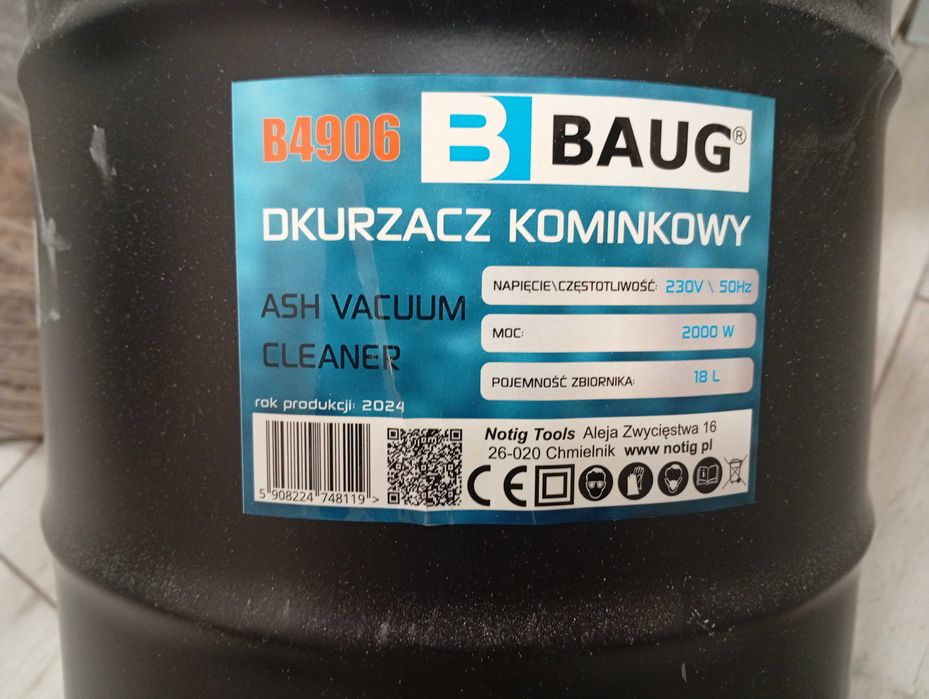 B4906
B BAUG®
DKURZACZ KOMINKOWY
ASH VACUUM
CLEANER
NAPIĘCIE\CZĘSTOTLIWOŚĆ: 230V \ 50Hz
MOC: 2000 W
POJEMNOŚĆ ZBIORNIKA: 18 L
rok produkcji: 2024
5 908224 748119 >
Notig Tools Aleja Zwycięstwa 16
26-020 Chmielnik www notig pl
CE